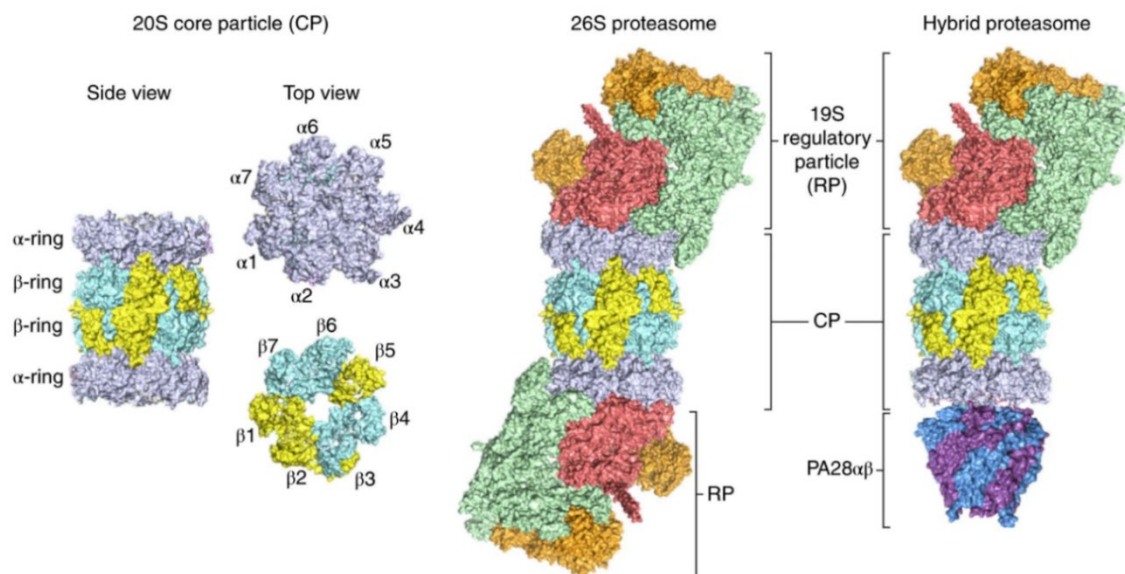 20S core particle (CP)
26S proteasome
Hybrid proteasome
Side view
Top view
α6
α5
α7
α4
α1
α3
α2
α-ring
β-ring
β-ring
α-ring
β6
β7
β5
β4
β1
β2
β3
19S
regulatory
particle
(RP)
CP
RP
PA28αβ